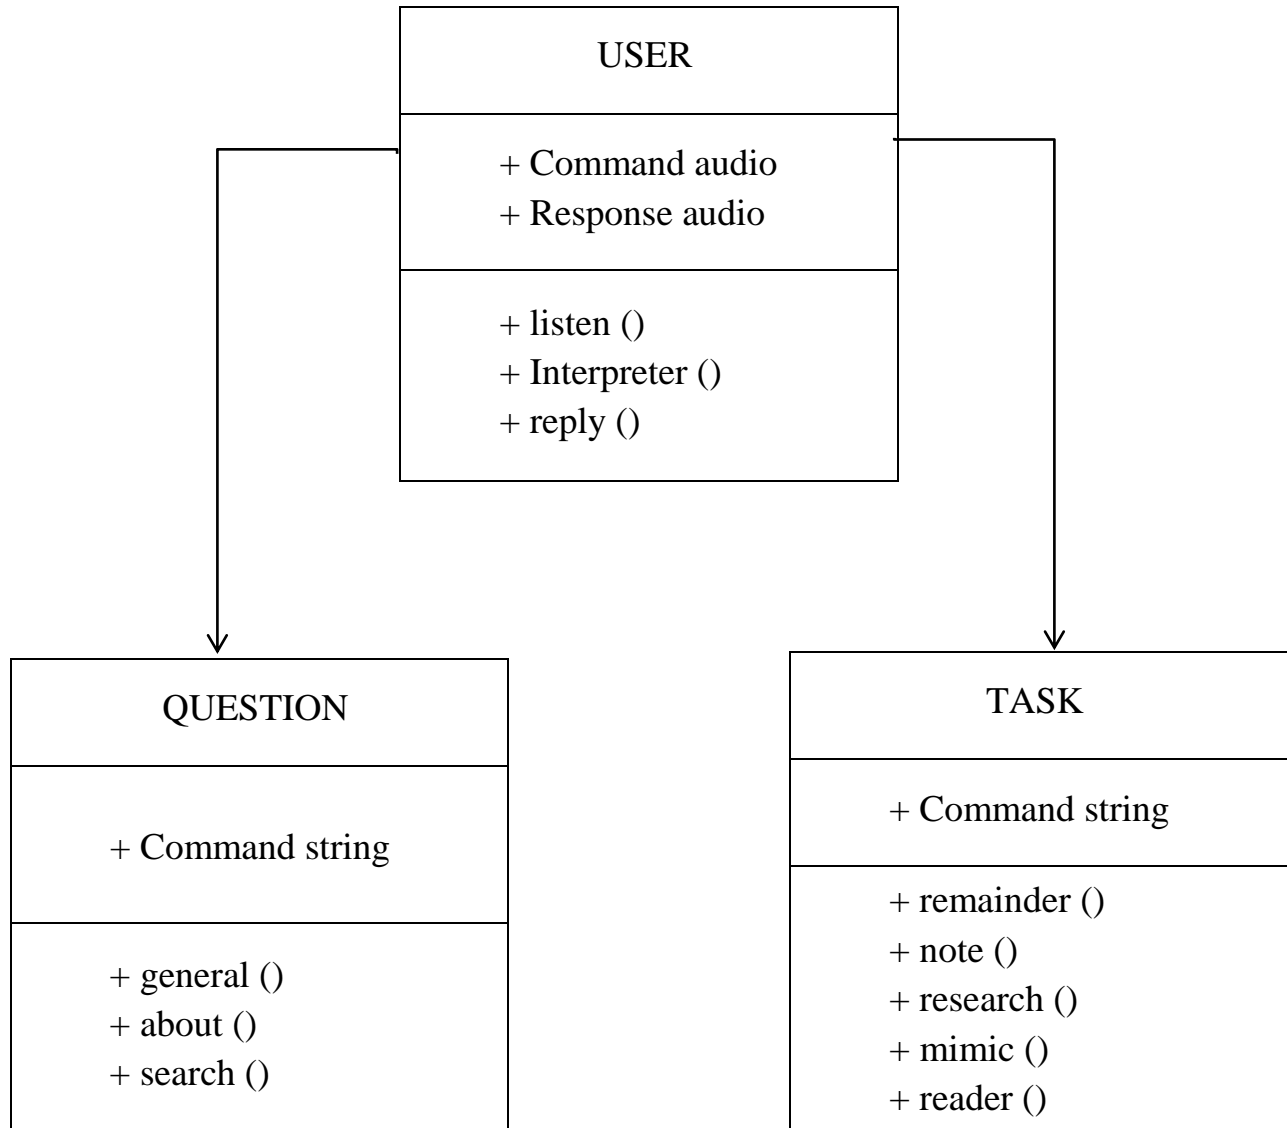 USER
+ Command audio
+ Response audio
+ listen ()
+ Interpreter ()
+ reply ()
QUESTION
+ Command string
+ general ()
+ about ()
+ search ()
TASK
+ Command string
+ remainder ()
+ note ()
+ research ()
+ mimic ()
+ reader ()